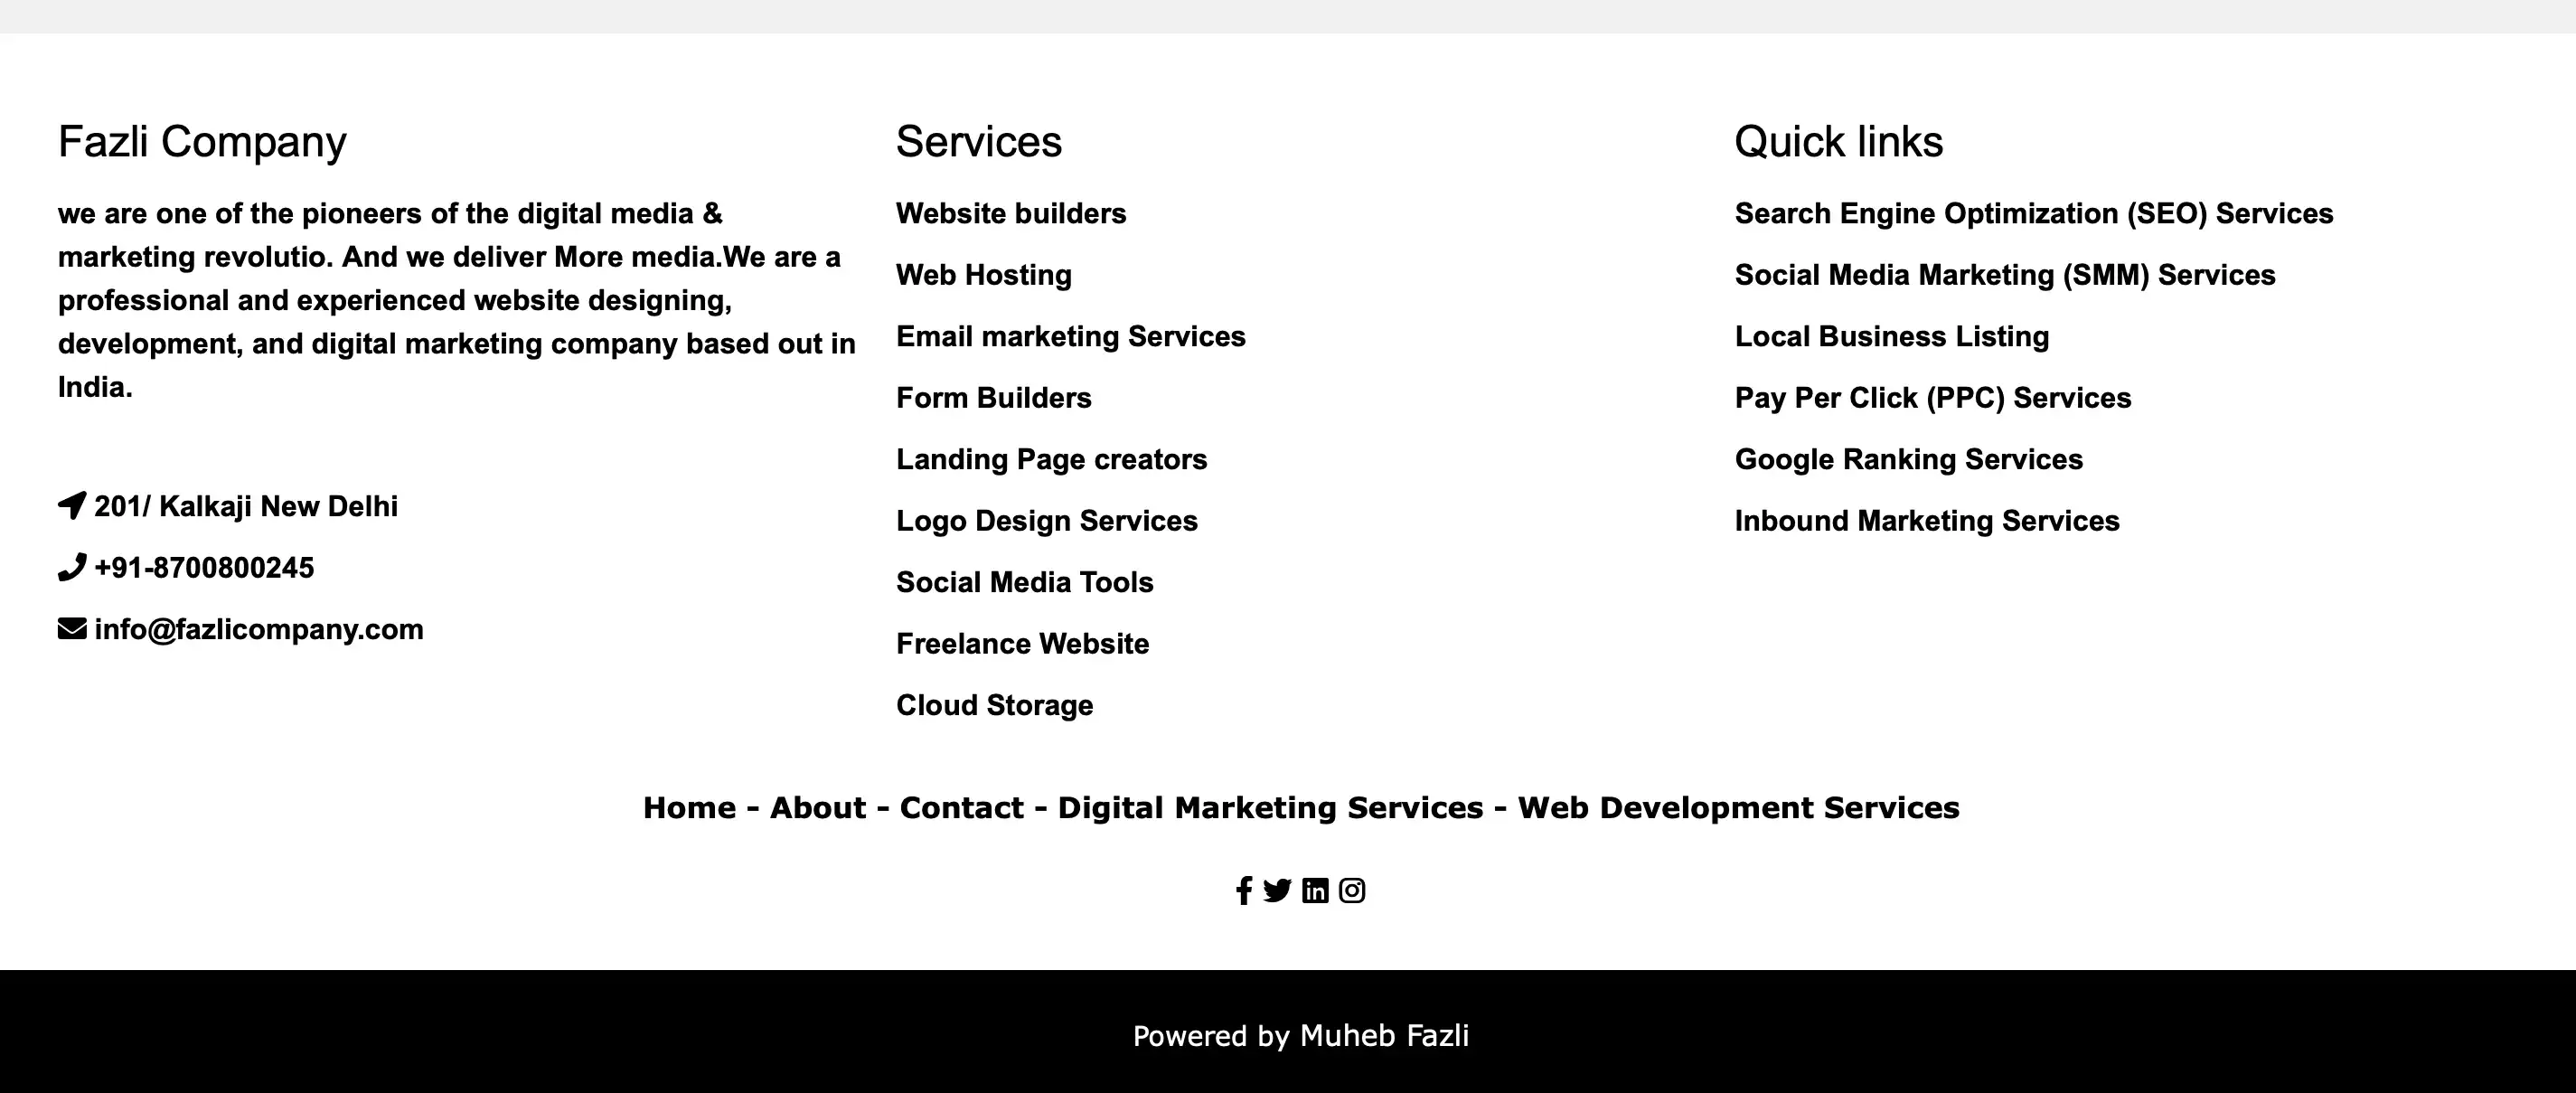 Fazli Company
we are one of the pioneers of the digital media &
marketing revolutio. And we deliver More media.We are a
professional and experienced website designing,
development, and digital marketing company based out in
India.
201/ Kalkaji New Delhi
+91-8700800245
info@fazlicompany.com
Services
Website builders
Web Hosting
Email marketing Services
Form Builders
Landing Page creators
Logo Design Services
Social Media Tools
Freelance Website
Cloud Storage
Quick links
Search Engine Optimization (SEO) Services
Social Media Marketing (SMM) Services
Local Business Listing
Pay Per Click (PPC) Services
Google Ranking Services
Inbound Marketing Services
Home - About - Contact - Digital Marketing Services - Web Development Services
Powered by Muheb Fazli